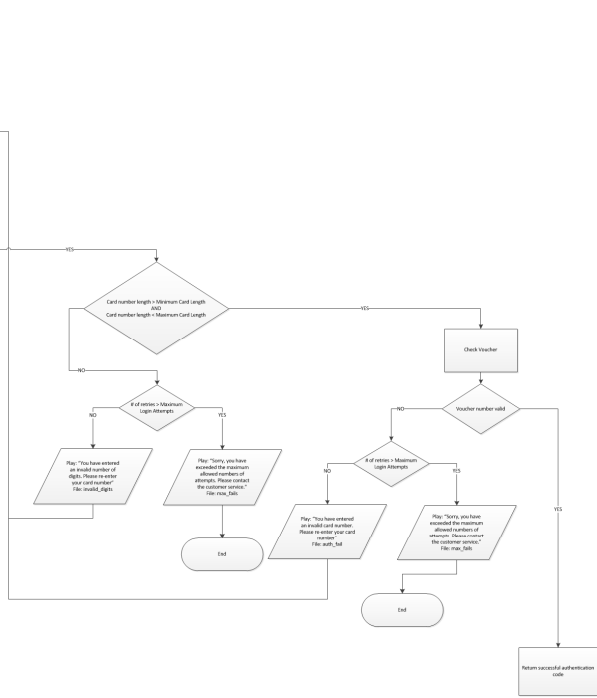 YES
Card number length > Minimum Card Length
AND
Card number length < Maximum Card Length
YES
Check Voucher
NO
# of retries > Maximum
Login Attempts
NO
YES
Voucher number valid
NO
Play: "You have entered
an invalid number of
digits. Please re-enter
your card number"
File: invalid_digits
Play: "Sorry, you have
exceeded the maximum
allowed numbers of
attempts. Please contact
the customer service."
File: max_fails
# of retries > Maximum
Login Attempts
NO
YES
YES
Play: "You have entered
an invalid card number.
Please re-enter your card
number"
File: auth_fail
Play: "Sorry, you have
exceeded the maximum
allowed numbers of
attempts. Please contact
the customer service."
File: max_fails
End
End
Return successful authentication
code